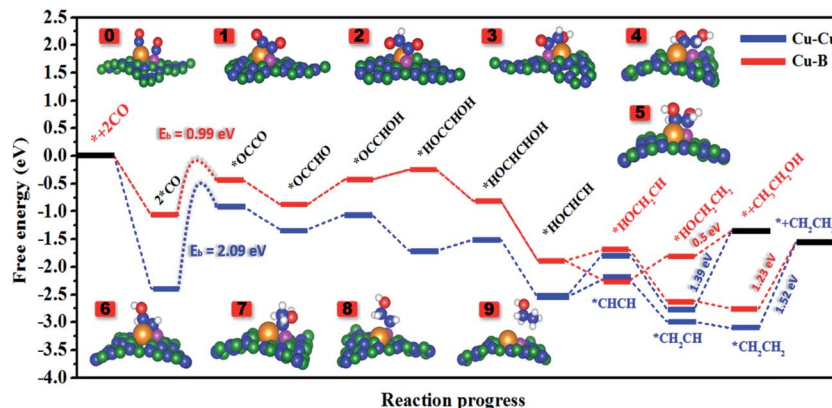 2.5
2.0
1.5
1.0
0.5
0.0
-0.5
-1.0
-1.5
-2.0
-2.5
-3.0
-3.5
-4.0
Free energy (eV)
0
1
2
3
4
Cu-Cu
Cu-B
5
*+2CO
2*CO
E_b = 0.99 eV
E_b = 2.09 eV
*OCCO
*OCCHO
*OCCHOH
*HOCCHOH
*HOCHCHOH
*HOCHCH
*HOCH₂CH
*HOCH₂CH₂
*+CH₃CH₂OH
*CHCH
*CH₂CH
*CH₂CH₂
0.5 eV
1.39 eV
1.23 eV
1.52 eV
6
7
8
9
Reaction progress